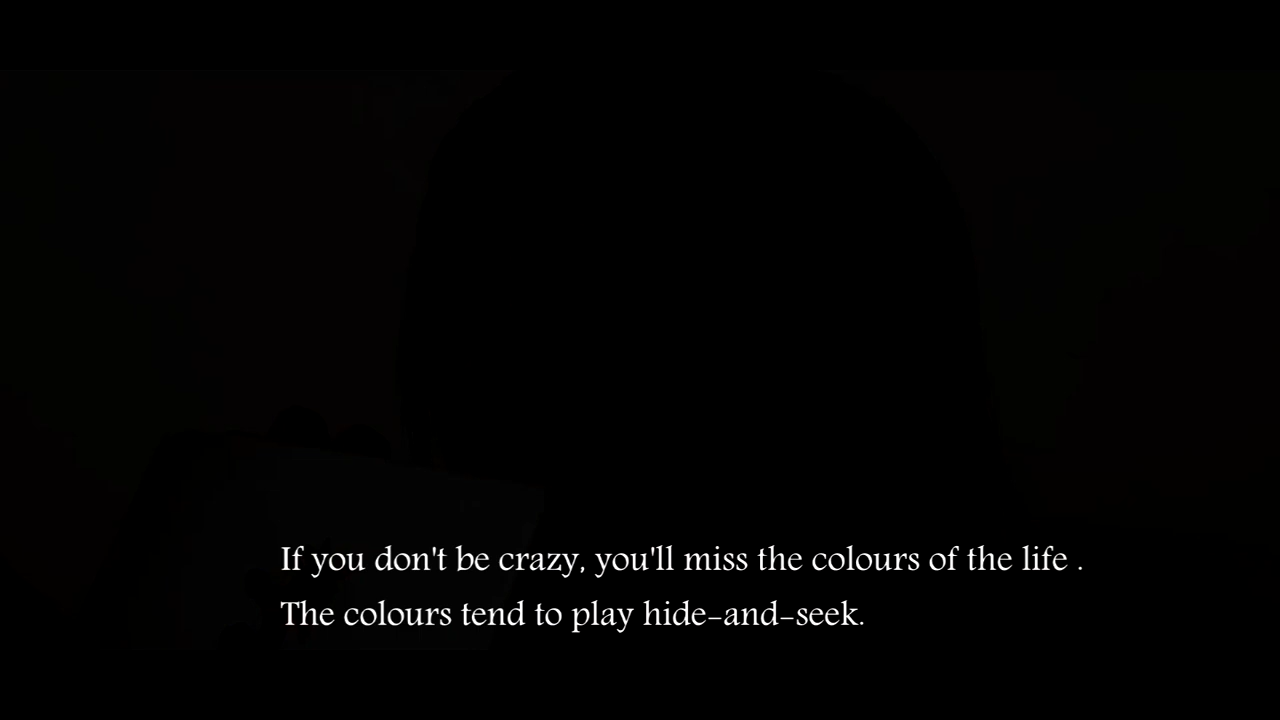 If you don't be crazy, you'll miss the colours of the life .
The colours tend to play hide-and-seek.